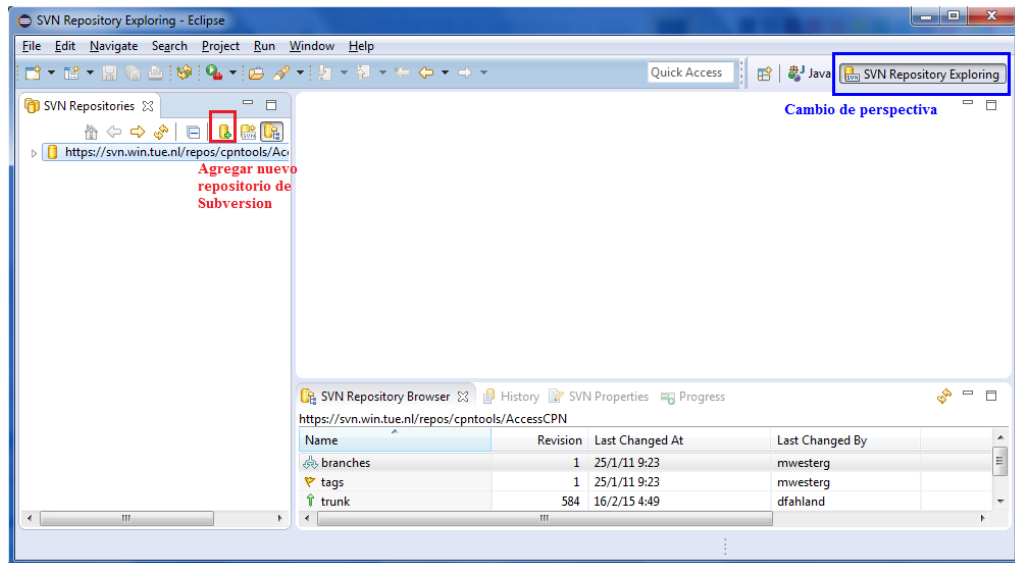 SVN Repository Exploring - Eclipse
File Edit Navigate Search Project Run Window Help
Quick Access Java SVN Repository Exploring
Cambio de perspectiva
SVN Repositories
https://svn.win.tue.nl/repos/cpntools/Acc
Agregar nuevo
repositorio de
Subversion
SVN Repository Browser History SVN Properties Progress
https://svn.win.tue.nl/repos/cpntools/AccessCPN
Name Revision Last Changed At Last Changed By
branches 1 25/1/11 9:23 mwesterg
tags 1 25/1/11 9:23 mwesterg
trunk 584 16/2/15 4:49 dfahland